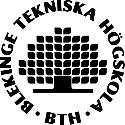 BLEKINGE TEKNISKA HÖGSKOLA
· BTH ·